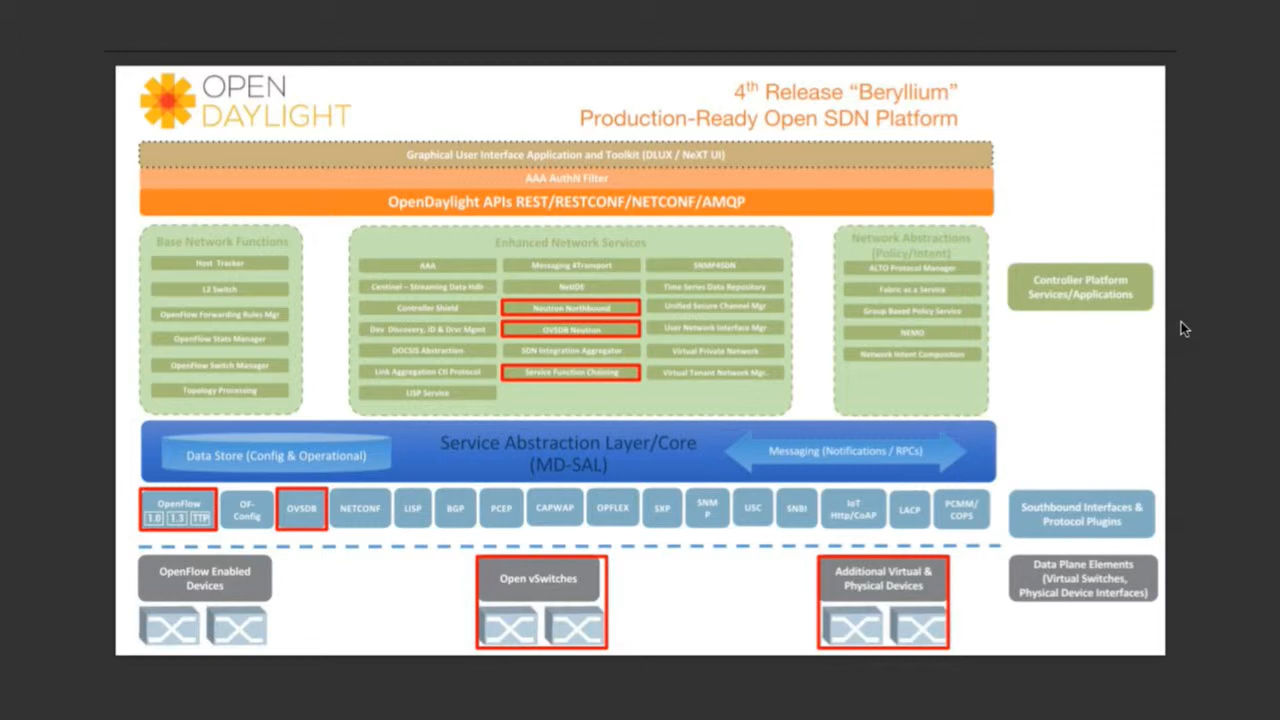 OPEN
DAYLIGHT
4th Release “Beryllium”
Production-Ready Open SDN Platform
Graphical User Interface Application and Toolkit (DLUX / NeXT UI)
AAA AuthN Filter
OpenDaylight APIs REST/RESTCONF/NETCONF/AMQP
Base Network Functions
Host Tracker
L2 Switch
OpenFlow Forwarding Rules Mgr
OpenFlow Stats Manager
OpenFlow Switch Manager
Topology Processing
Enhanced Network Services
AAA
Centinel – Streaming Data Hdlr
Controller Shield
Dev Discovery, ID & Drvr Mgmt
DOCSIS Abstraction
Link Aggregation Ctl Protocol
LISP Service
Messaging 4Transport
NetIDE
Neutron Northbound
OVSDB Neutron
SDN Integration Aggregator
Service Function Chaining
SNMP4SDN
Time Series Data Repository
Unified Secure Channel Mgr
User Network Interface Mgr
Virtual Private Network
Virtual Tenant Network Mgr.
Network Abstractions
(Policy/Intent)
ALTO Protocol Manager
Fabric as a Service
Group Based Policy Service
NEMO
Network Intent Composition
Controller Platform
Services/Applications
Data Store (Config & Operational)
Service Abstraction Layer/Core
(MD-SAL)
Messaging (Notifications / RPCs)
OpenFlow
1.0 1.3 TTP
OF-
Config
OVSDB
NETCONF
LISP
BGP
PCEP
CAPWAP
OPFLEX
SXP
SNM
P
USC
SNBI
IoT
Http/CoAP
LACP
PCMM/
COPS
Southbound Interfaces &
Protocol Plugins
OpenFlow Enabled
Devices
Open vSwitches
Additional Virtual &
Physical Devices
Data Plane Elements
(Virtual Switches,
Physical Device Interfaces)